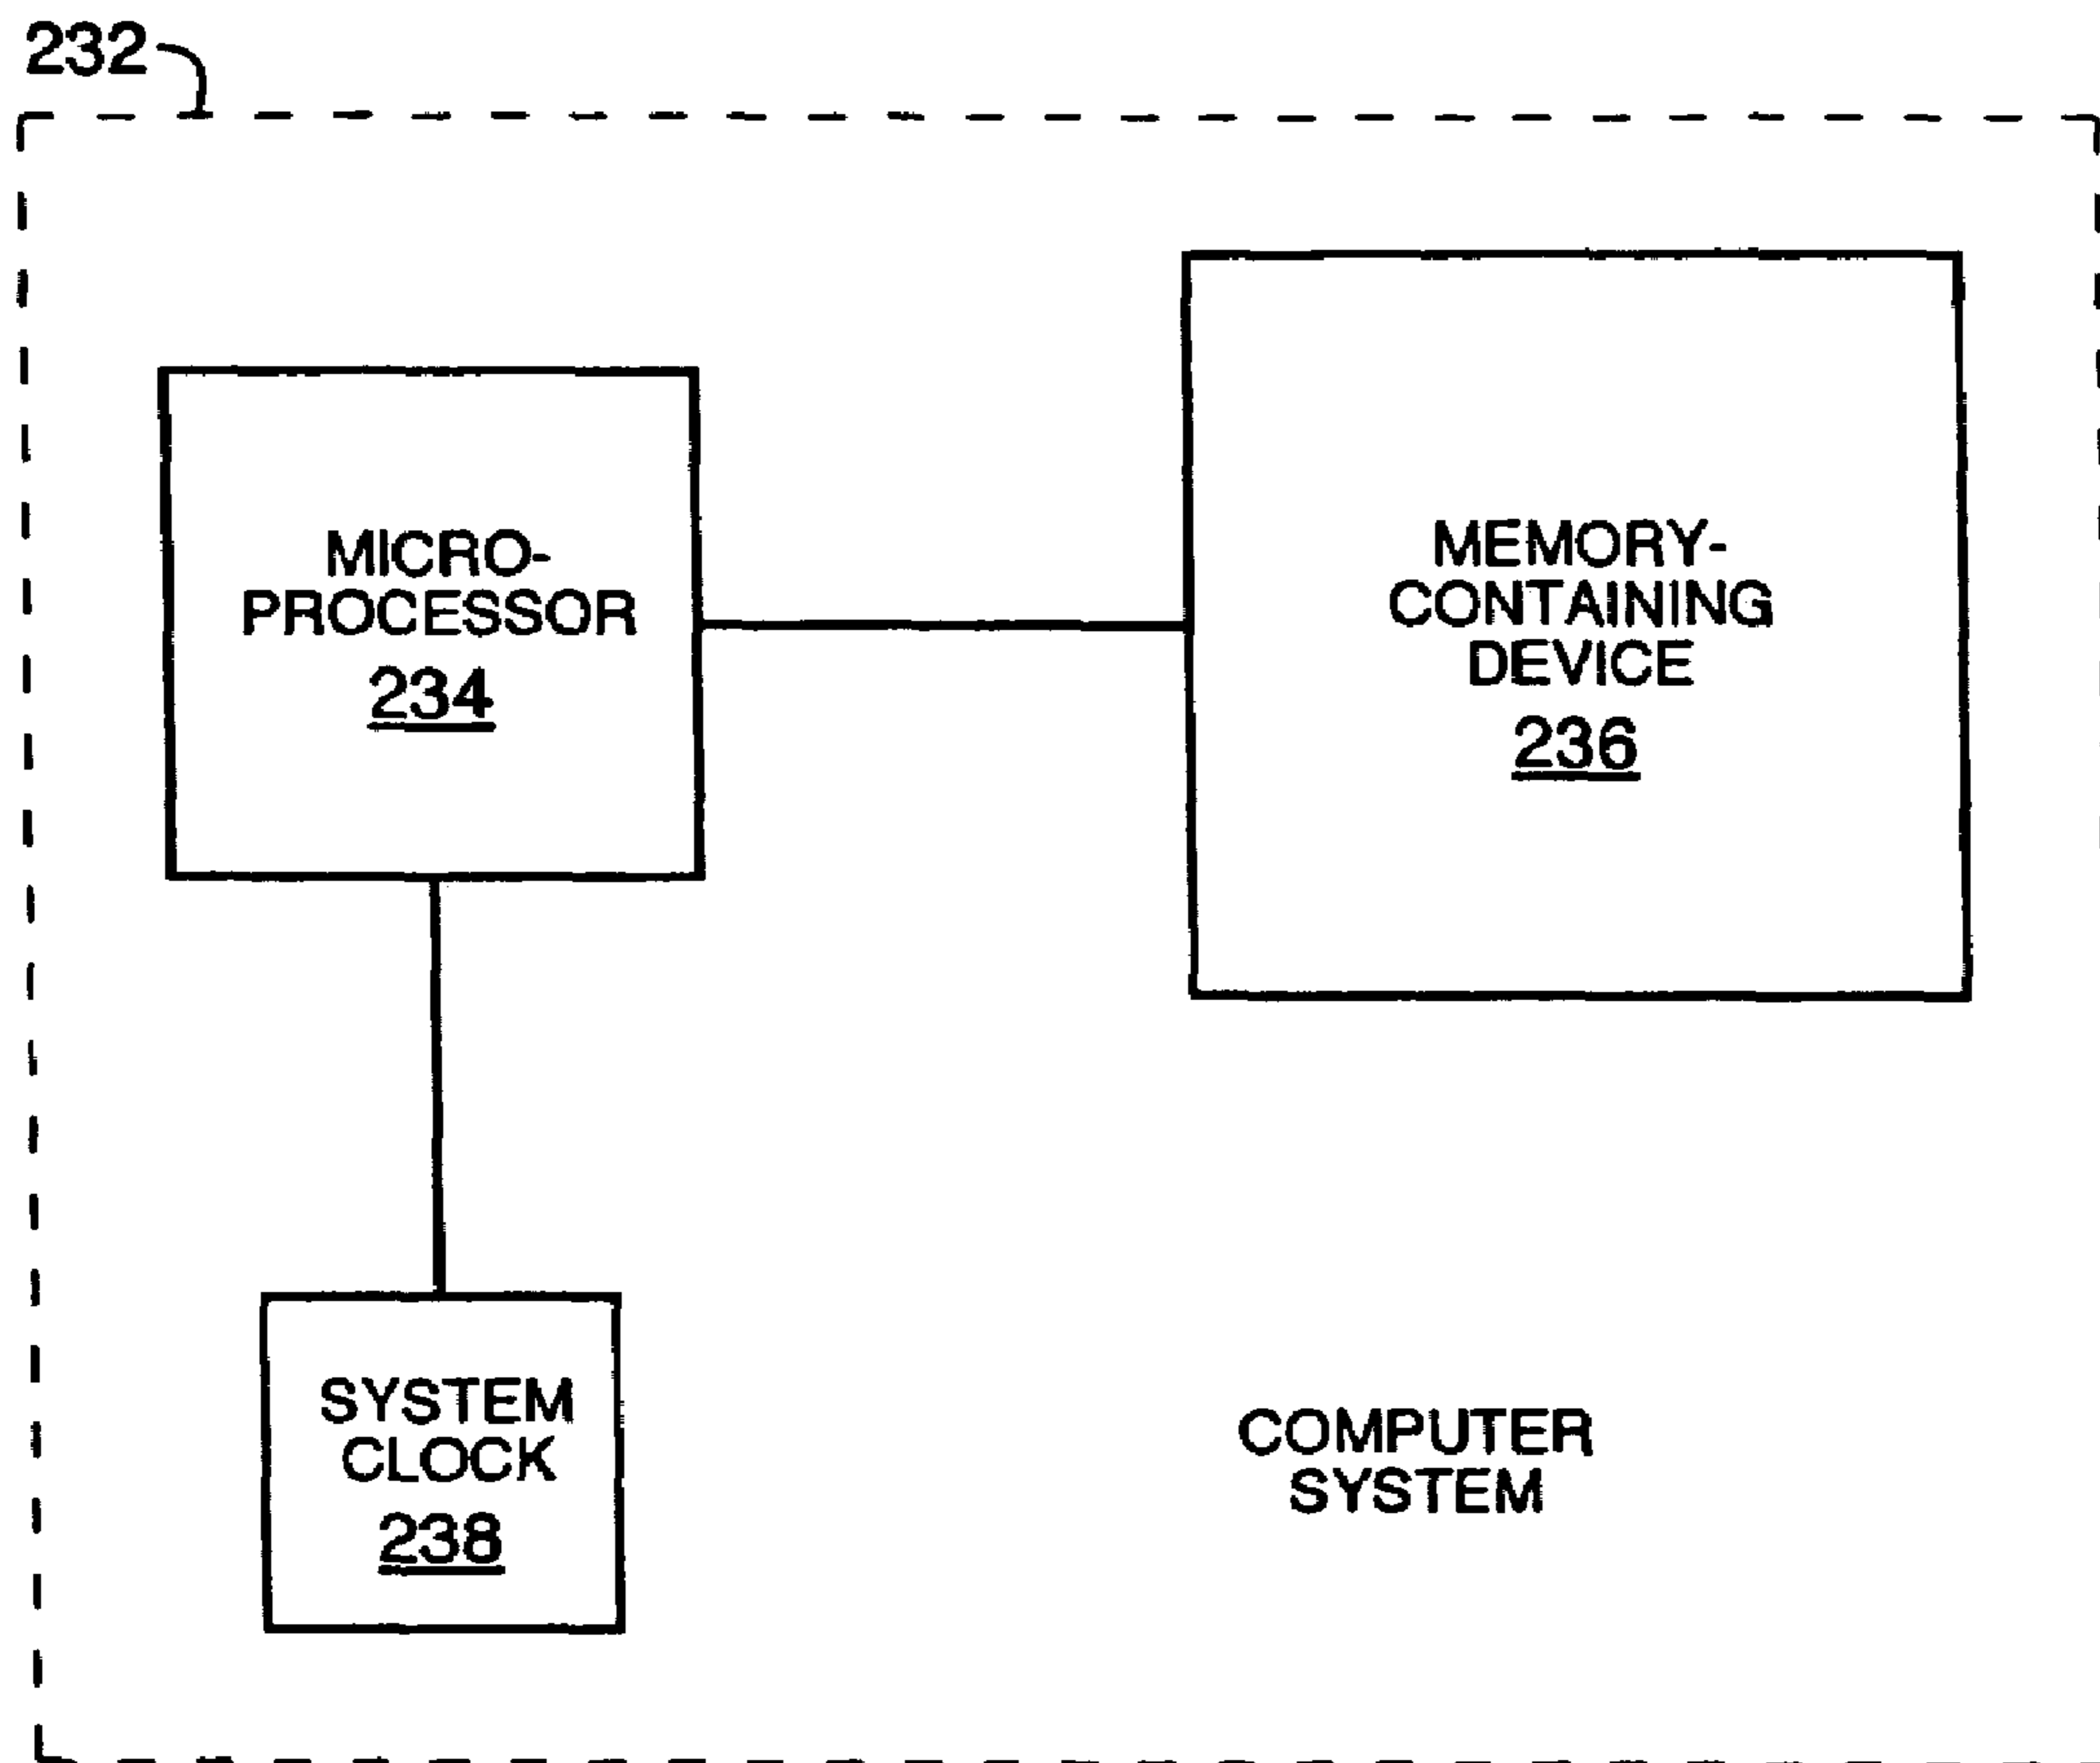 232
MICRO-
PROCESSOR
234
MEMORY-
CONTAINING
DEVICE
236
SYSTEM
CLOCK
238
COMPUTER
SYSTEM